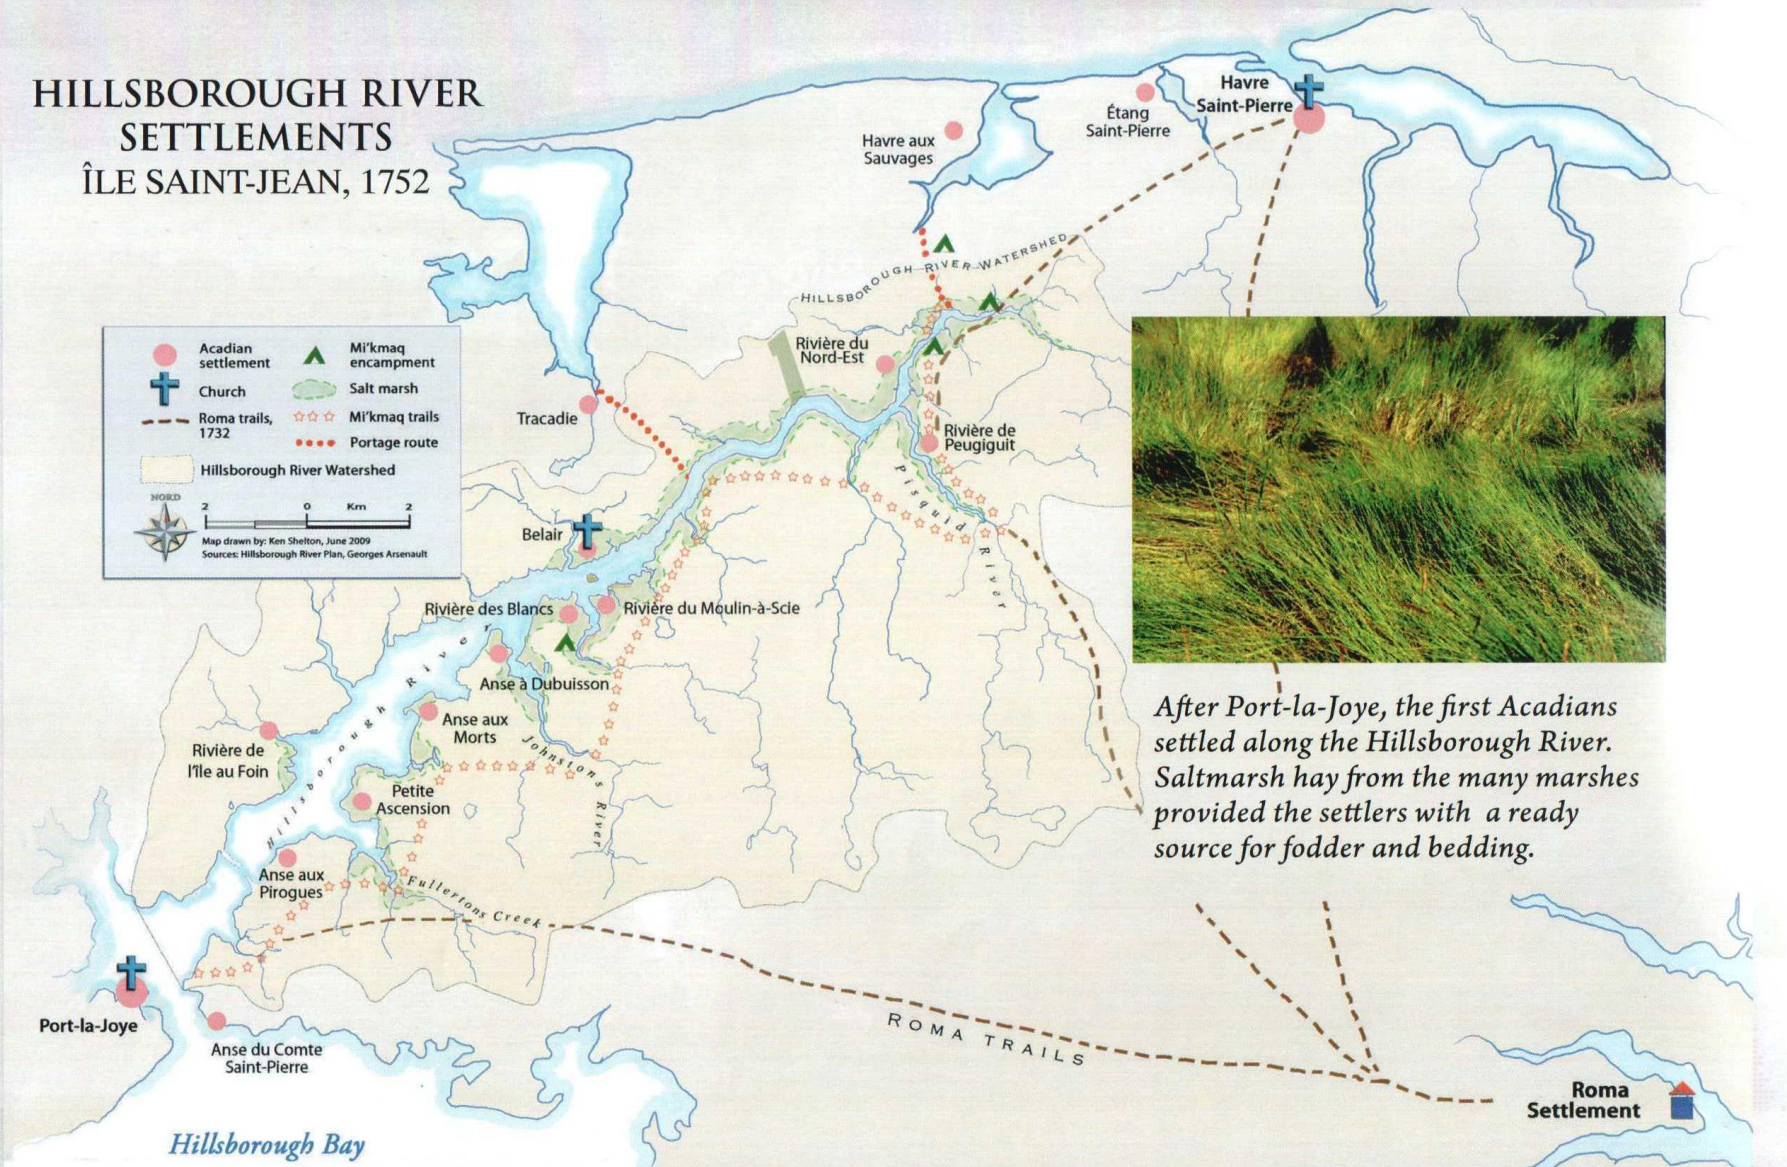 HILLSBOROUGH RIVER
SETTLEMENTS
ÎLE SAINT-JEAN, 1752
Havre
Saint-Pierre
Étang
Saint-Pierre
Havre aux
Sauvages
HILLSBOROUGH RIVER WATERSHED
Acadian
settlement
Church
Roma trails,
1732
Mi'kmaq
encampment
Salt marsh
Mi'kmaq trails
Portage route
Hillsborough River Watershed
NORD
2 0 Km 2
Map drawn by: Ken Shelton, June 2009
Sources: Hillsborough River Plan, Georges Arsenault
Rivière du
Nord-Est
Tracadie
Rivière de
Peugiguit
Pisquid River
Belair
Rivière des Blancs
Rivière du Moulin-à-Scie
Hillsborough River
Anse à Dubuisson
Anse aux
Morts
Johnstons River
Rivière de
l'île au Foin
Petite
Ascension
Anse aux
Pirogues
Fullertons Creek
Port-la-Joye
Anse du Comte
Saint-Pierre
Hillsborough Bay
ROMA TRAILS
Roma
Settlement
After Port-la-Joye, the first Acadians
settled along the Hillsborough River.
Saltmarsh hay from the many marshes
provided the settlers with a ready
source for fodder and bedding.